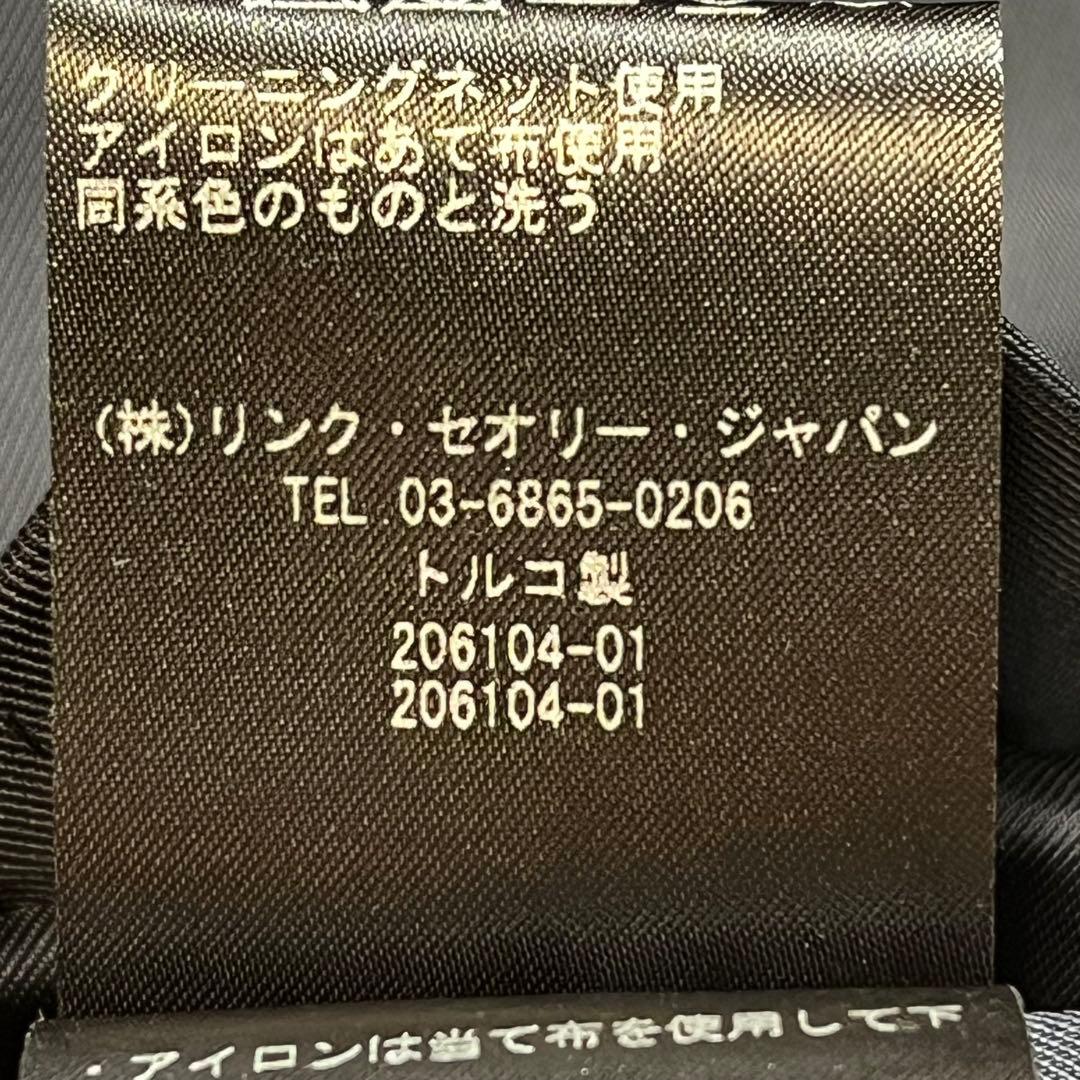 クリーニングネット使用
アイロンはあて布使用
同系色のものと洗う
(株)リンク・セオリー・ジャパン
TEL.03-6865-0206
トルコ製
206104-01
206104-01
・アイロンは当て布を使用して下